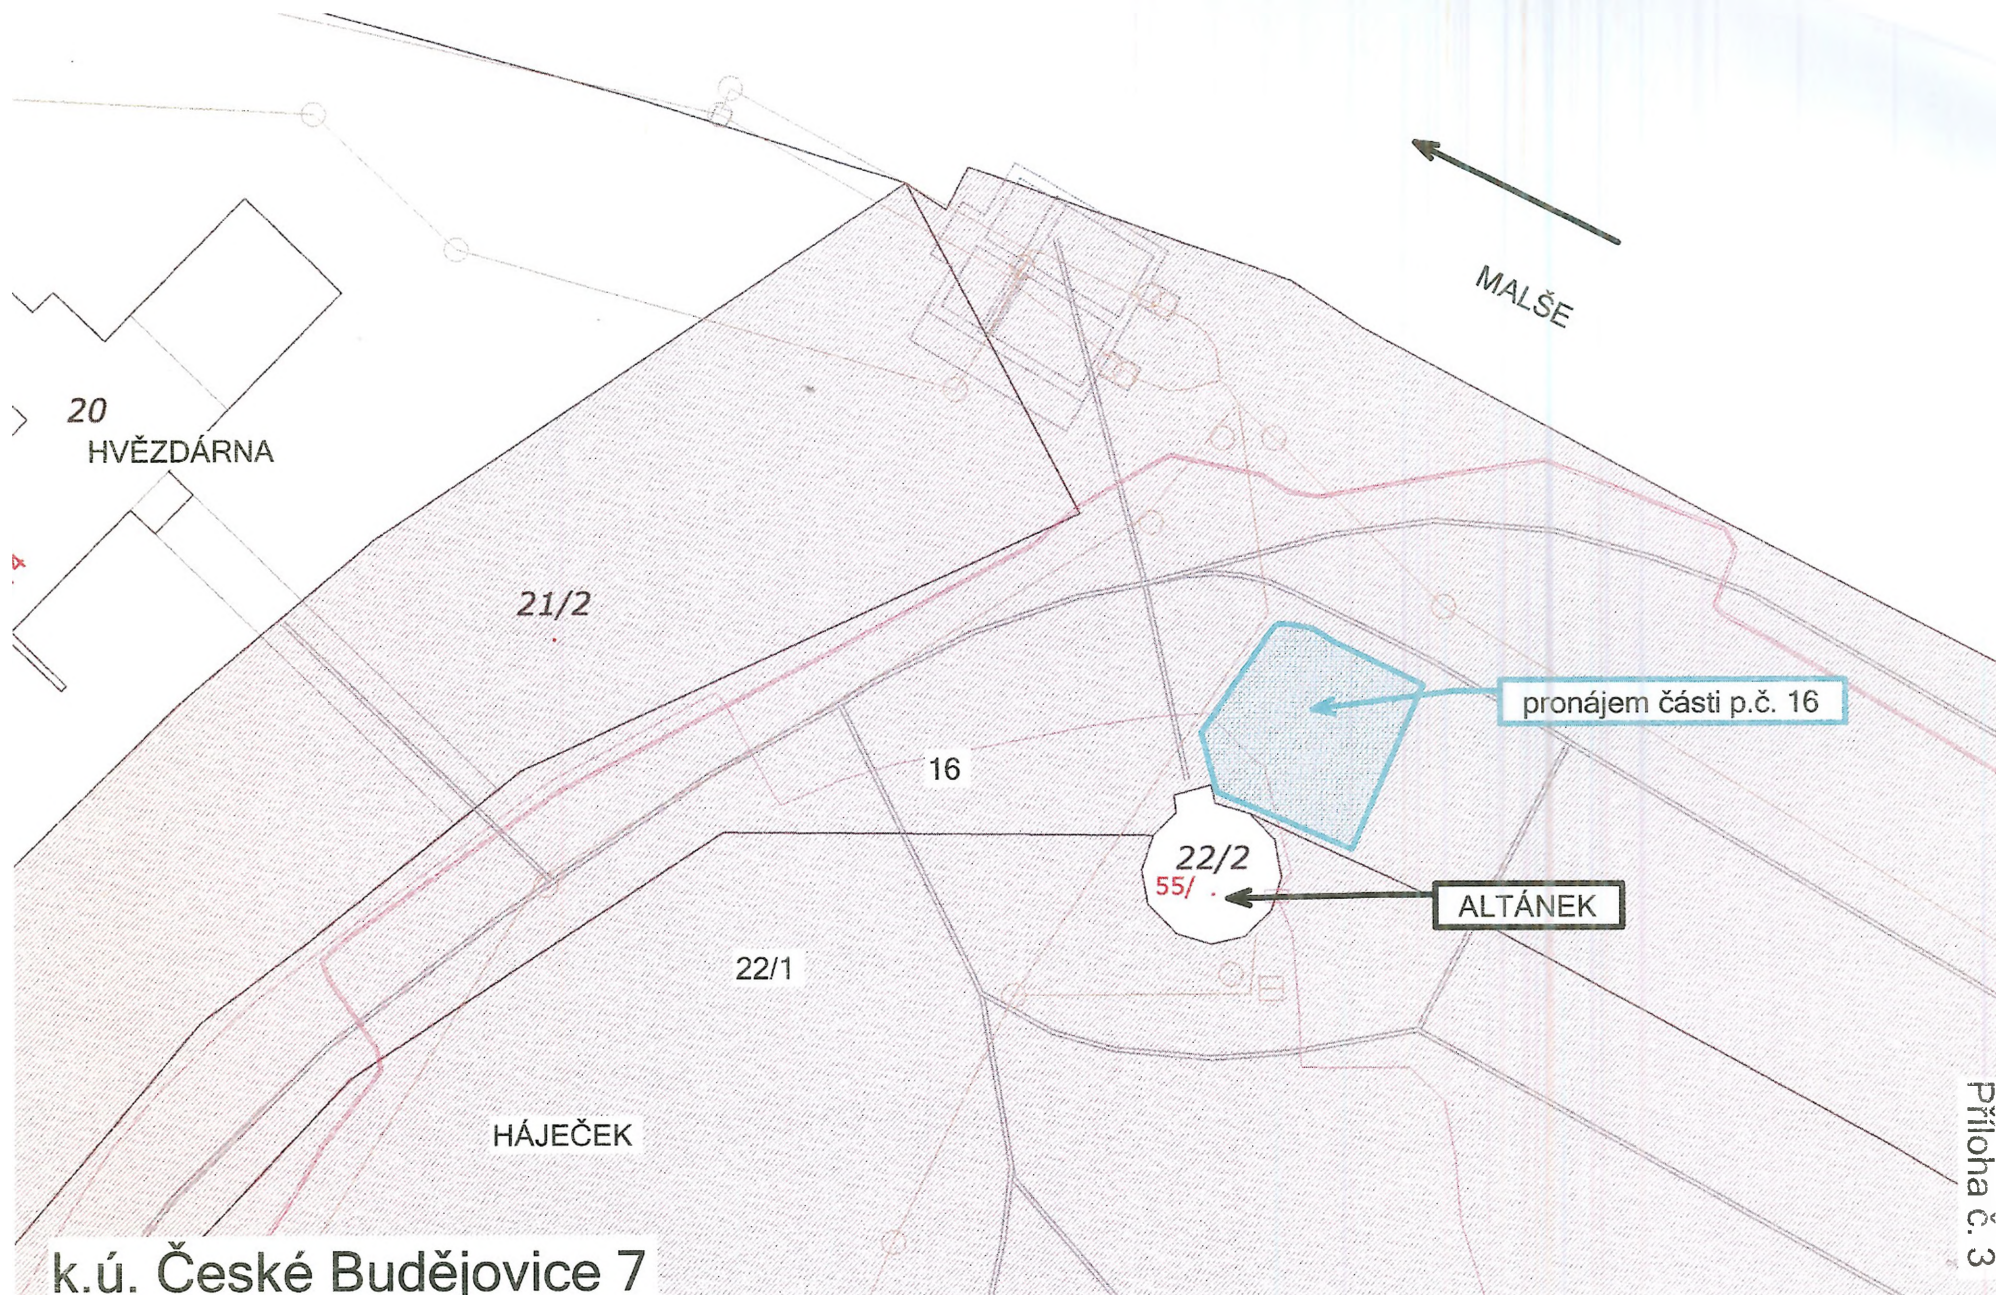 MALŠE
20
HVĚZDÁRNA
21/2
pronájem části p.č. 16
16
22/2
55/ .
ALTÁNEK
22/1
HÁJEČEK
k.ú. České Budějovice 7
Příloha č. 3